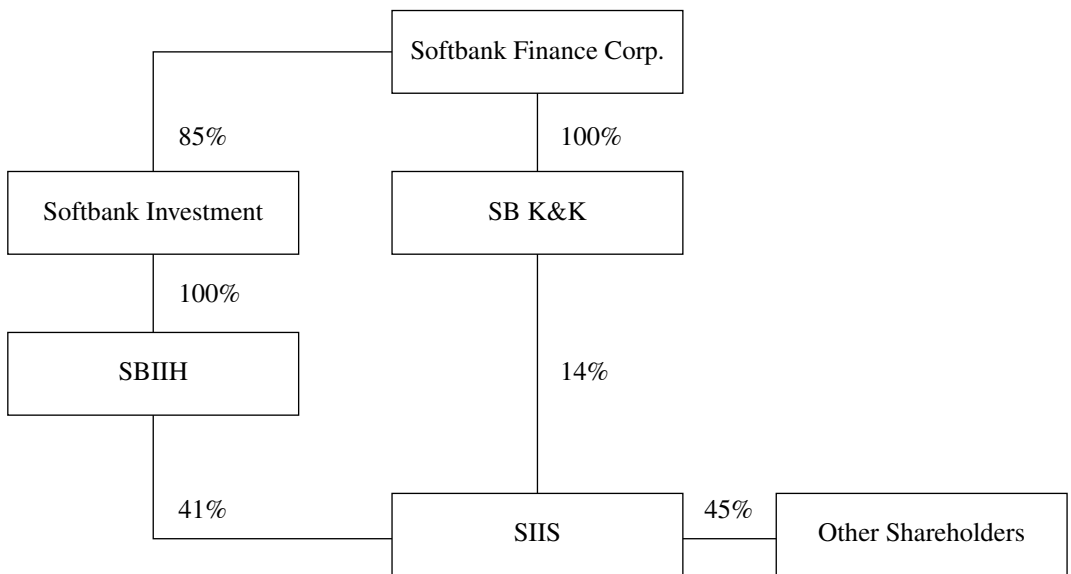 Softbank Finance Corp.
85%
100%
Softbank Investment
SB K&K
100%
SBIIH
14%
41%
SIIS
45%
Other Shareholders